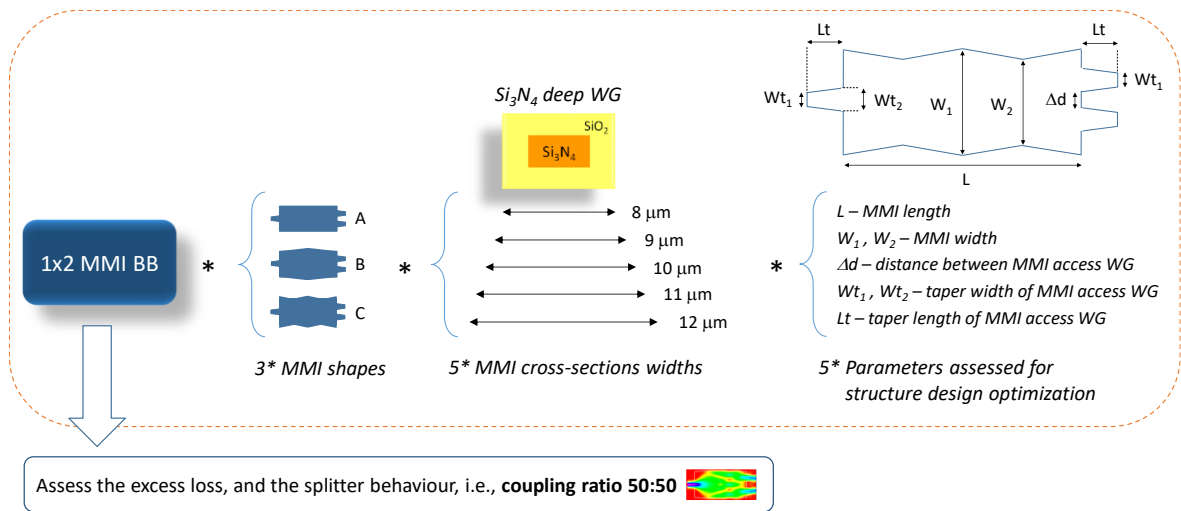 Lt
Wt₁
Wt₂
W₁
W₂
Δd
Lt
Wt₁
L
Si₃N₄ deep WG
SiO₂
Si₃N₄
1x2 MMI BB
*
A
B
C
3* MMI shapes
*
8 μm
9 μm
10 μm
11 μm
12 μm
5* MMI cross-sections widths
*
L – MMI length
W₁ , W₂ – MMI width
Δd – distance between MMI access WG
Wt₁ , Wt₂ – taper width of MMI access WG
Lt – taper length of MMI access WG
5* Parameters assessed for
structure design optimization
Assess the excess loss, and the splitter behaviour, i.e., coupling ratio 50:50